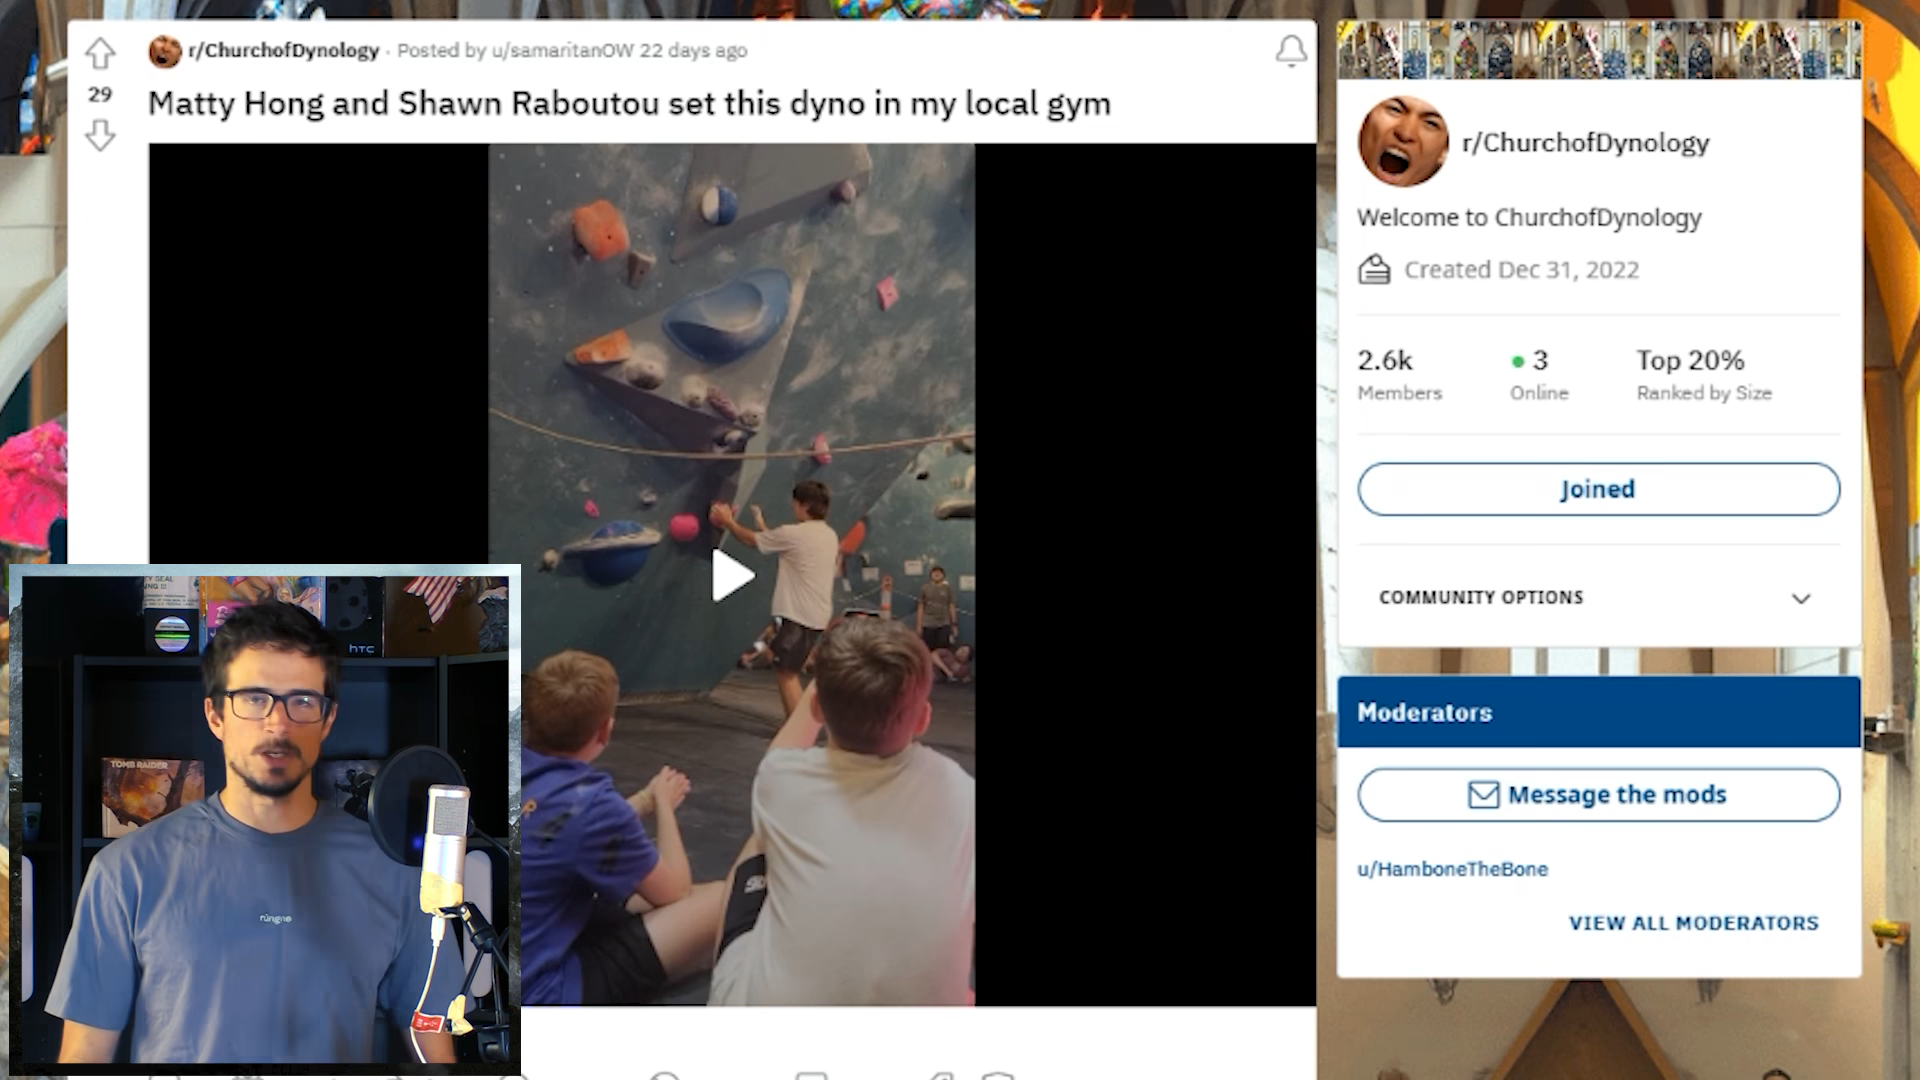 r/ChurchofDynology · Posted by u/samaritanOW 22 days ago
29
Matty Hong and Shawn Raboutou set this dyno in my local gym
r/ChurchofDynology
Welcome to ChurchofDynology
Created Dec 31, 2022
2.6k
Members
3
Online
Top 20%
Ranked by Size
Joined
COMMUNITY OPTIONS
Moderators
Message the mods
u/HamboneTheBone
VIEW ALL MODERATORS
hTC
TOMB RAIDER
rúngne